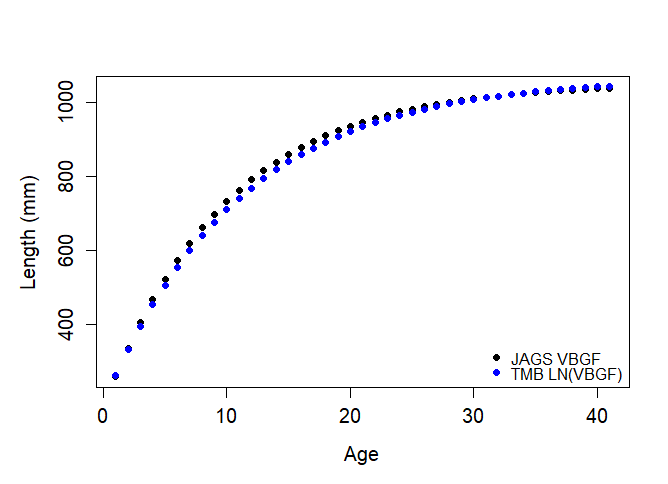 1000
800
600
400
Length (mm)
JAGS VBGF
TMB LN(VBGF)
0 10 20 30 40
Age